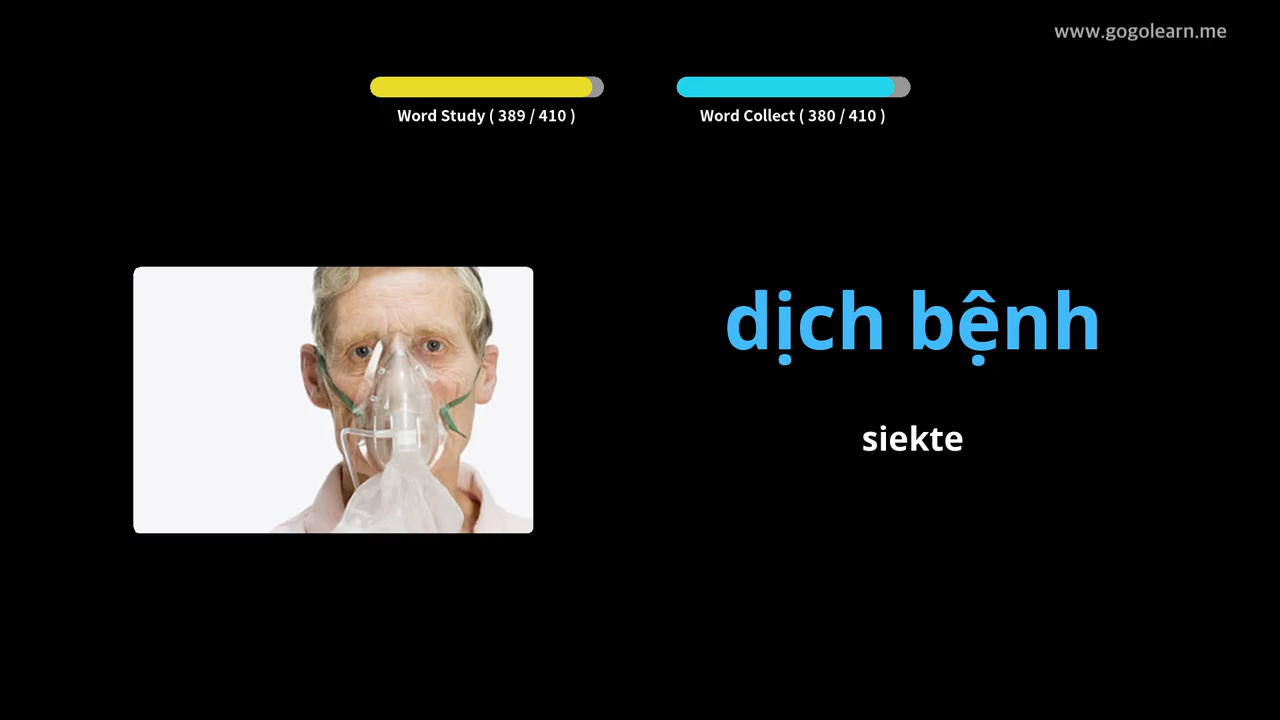 www.gogolearn.me
Word Study ( 389 / 410 )
Word Collect ( 380 / 410 )
dịch bệnh
siekte